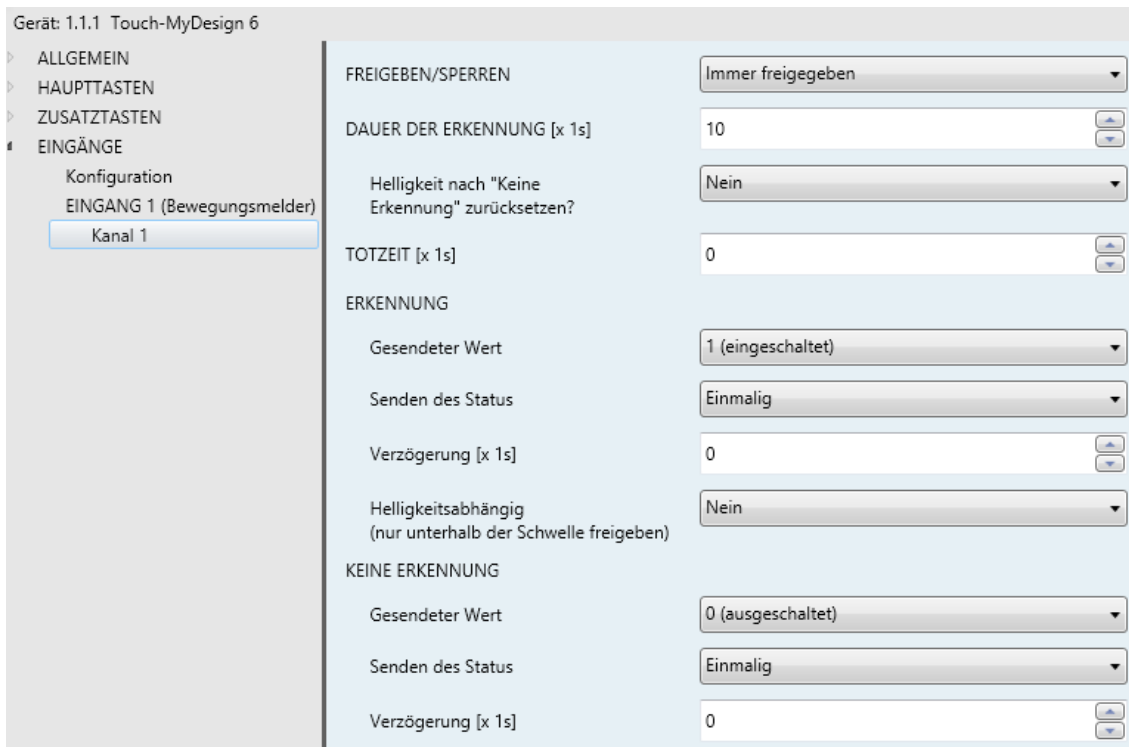 Gerät: 1.1.1 Touch-MyDesign 6
ALLGEMEIN
HAUPTTASTEN
ZUSATZTASTEN
EINGÄNGE
Konfiguration
EINGANG 1 (Bewegungsmelder)
Kanal 1
FREIGEBEN/SPERREN
Immer freigegeben
DAUER DER ERKENNUNG [x 1s]
10
Helligkeit nach "Keine
Erkennung" zurücksetzen?
Nein
TOTZEIT [x 1s]
0
ERKENNUNG
Gesendeter Wert
1 (eingeschaltet)
Senden des Status
Einmalig
Verzögerung [x 1s]
0
Helligkeitsabhängig
(nur unterhalb der Schwelle freigeben)
Nein
KEINE ERKENNUNG
Gesendeter Wert
0 (ausgeschaltet)
Senden des Status
Einmalig
Verzögerung [x 1s]
0